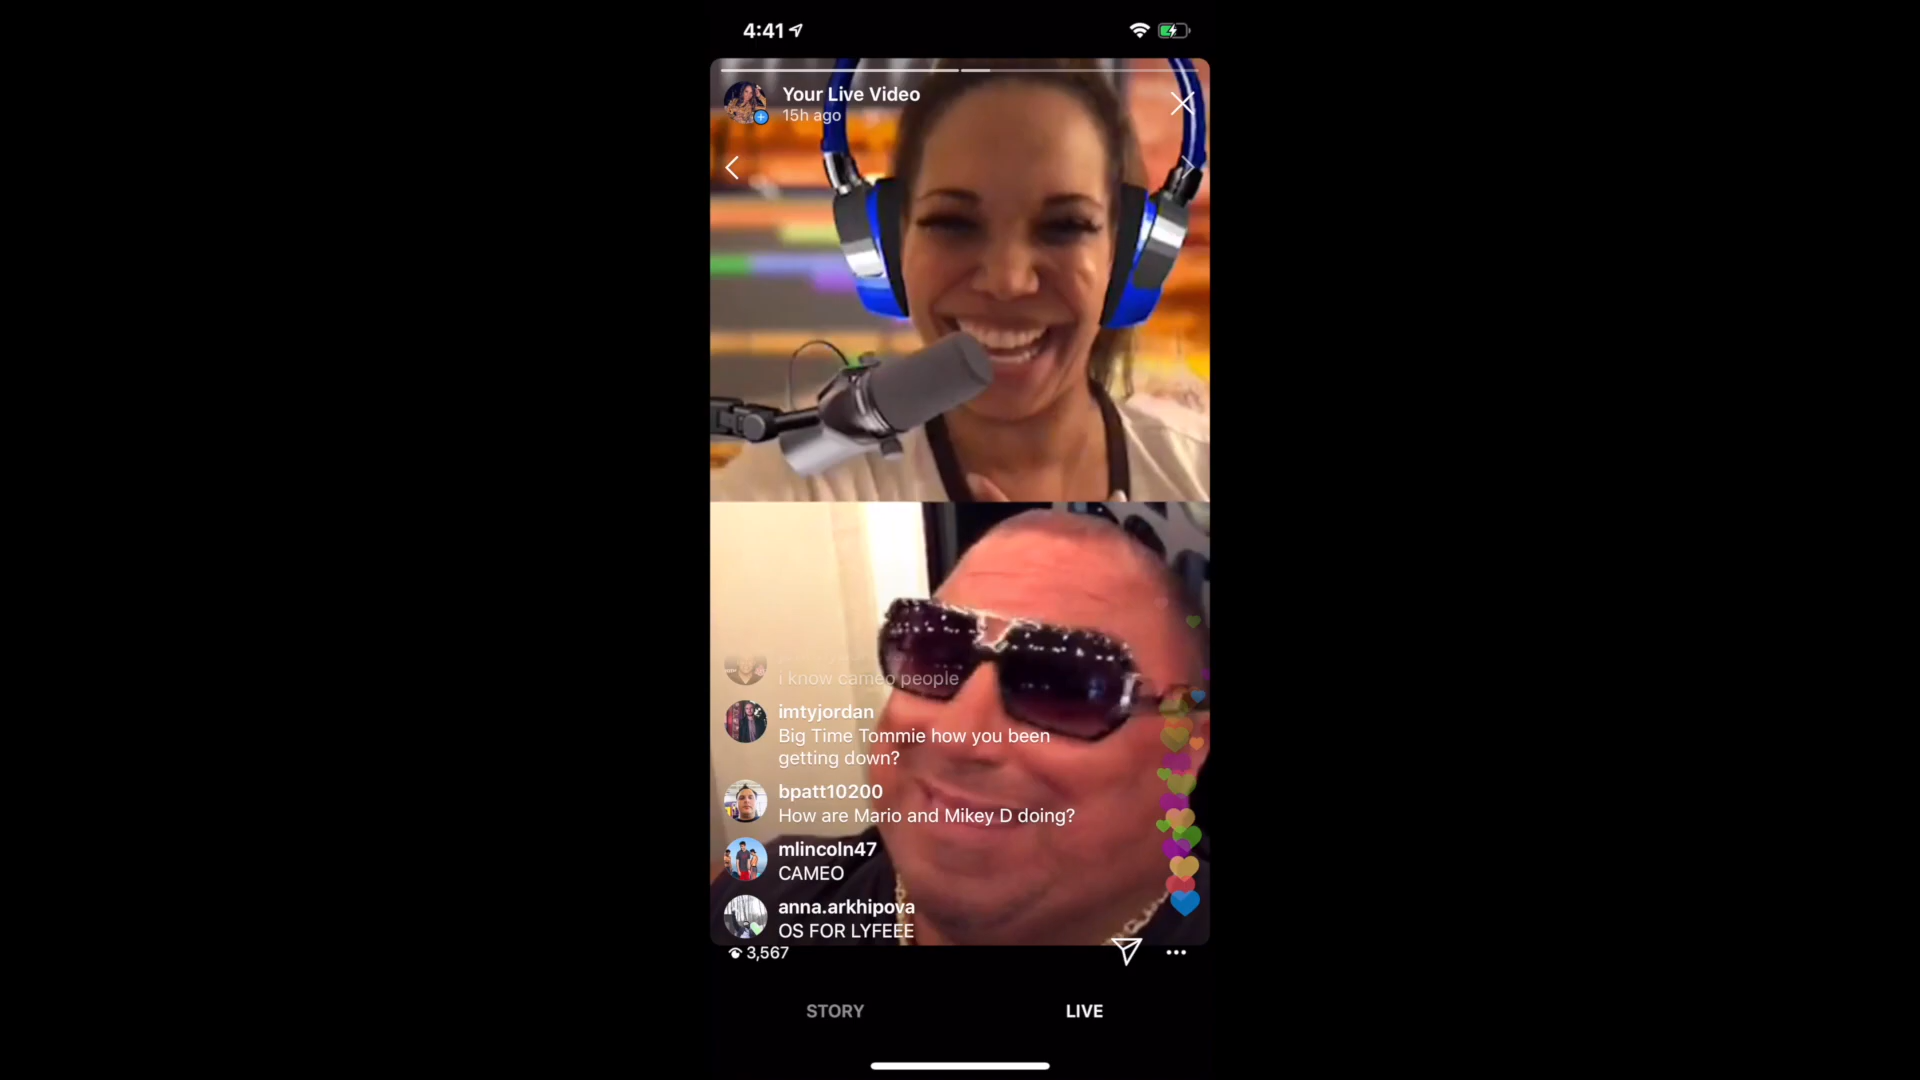 4:41
Your Live Video
15h ago
i know cameo people
imtyjordan
Big Time Tommie how you been
getting down?
bpatt10200
How are Mario and Mikey D doing?
mlincoln47
CAMEO
anna.arkhipova
OS FOR LYFEEE
3,567
STORY
LIVE